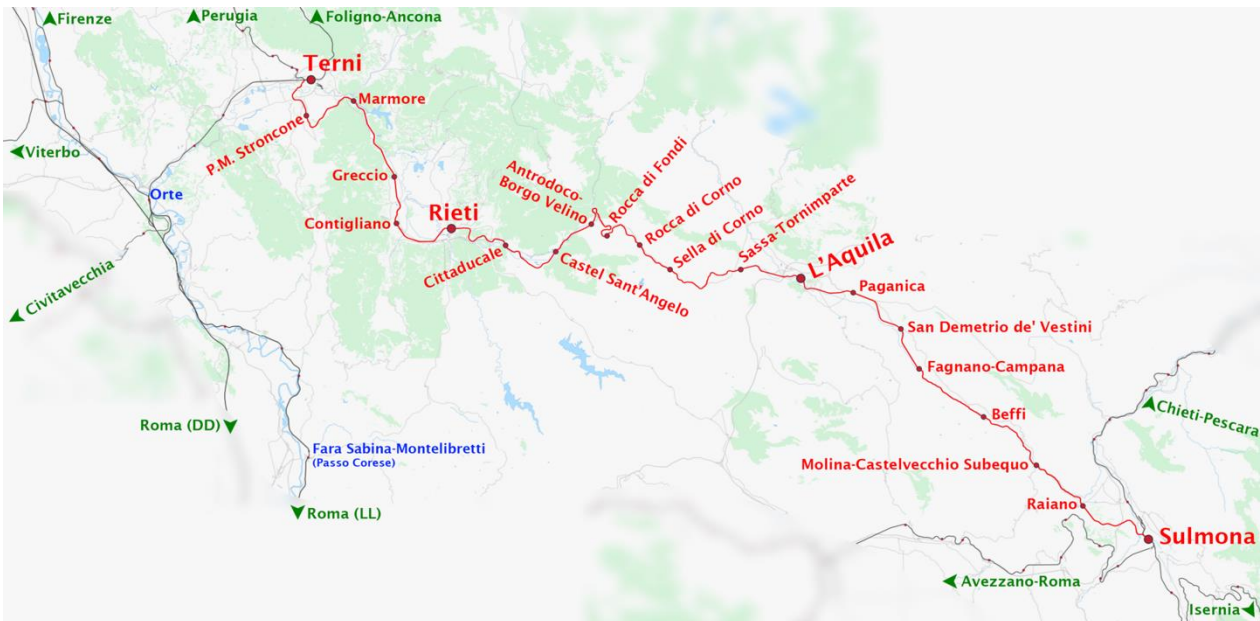 Firenze
Perugia
Foligno-Ancona
Terni
Marmore
P.M. Stroncone
Viterbo
Greccio
Orte
Contigliano
Rieti
Antrodoco-
Borgo Velino
Rocca di Fondi
Rocca di Corno
Sella di Corno
Sassa-Tornimparte
Cittaducale
Castel Sant'Angelo
L'Aquila
Civitavecchia
Paganica
San Demetrio de' Vestini
Fagnano-Campana
Beffi
Chieti-Pescara
Roma (DD)
Fara Sabina-Montelibretti
(Passo Corese)
Molina-Castelvecchio Subequo
Raiano
Roma (LL)
Sulmona
Avezzano-Roma
Isernia